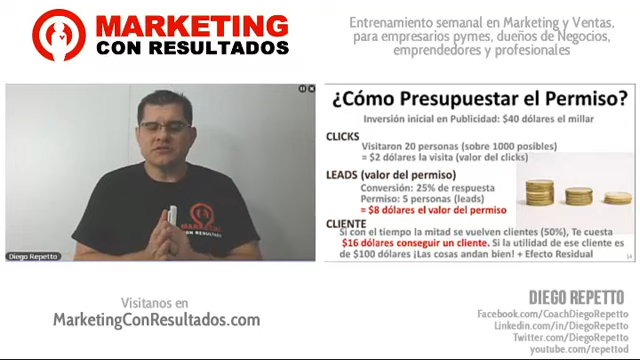 MARKETING
CON RESULTADOS
Entrenamiento semanal en Marketing y Ventas,
para empresarios pymes, dueños de Negocios,
emprendedores y profesionales
MARKETING
CON RESULTADOS
Diego Repetto
¿Cómo Presupuestar el Permiso?
Inversión inicial en Publicidad: $40 dólares el millar
CLICKS
Visitaron 20 personas (sobre 1000 posibles)
= $2 dólares la visita (valor del clicks)
LEADS (valor del permiso)
Conversión: 25% de respuesta
Permiso: 5 personas (leads)
= $8 dólares el valor del permiso
CLIENTE
Si con el tiempo la mitad se vuelven clientes (50%), Te cuesta
$16 dólares conseguir un cliente. Si la utilidad de ese cliente es
de $100 dólares ¡Las cosas andan bien! + Efecto Residual
34
Visitanos en
MarketingConResultados.com
DIEGO REPETTO
Facebook.com/CoachDiegoRepetto
Linkedin.com/in/DiegoRepetto
Twitter.com/DiegoRepetto
youtube.com/repettod